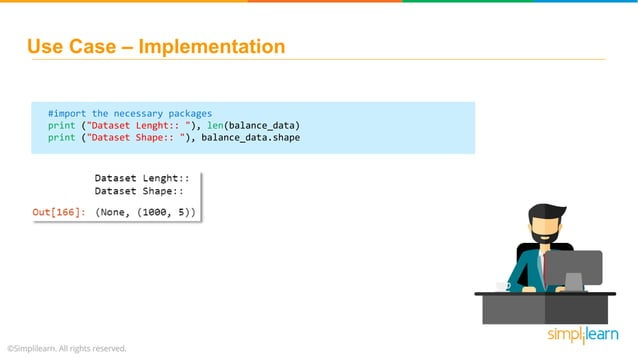 Use Case – Implementation
#import the necessary packages
print ("Dataset Lenght:: "), len(balance_data)
print ("Dataset Shape:: "), balance_data.shape
Dataset Lenght::
Dataset Shape::
Out[166]: (None, (1000, 5))
simplilearn
©Simplilearn. All rights reserved.